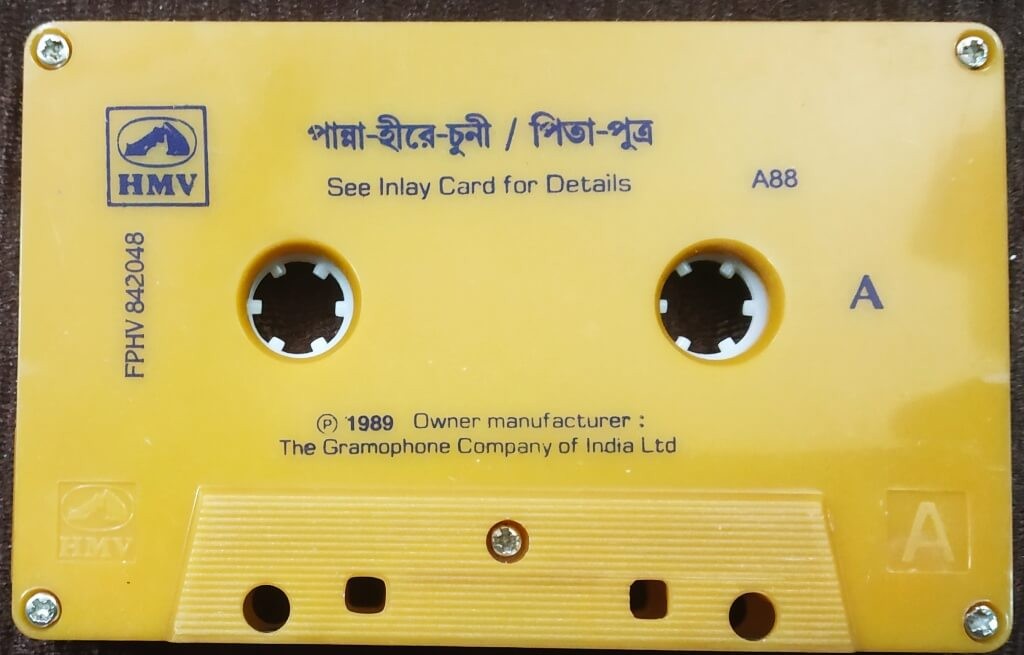 পান্না-হীরে-চুনী / পিতা-পুত্র
HMV
See Inlay Card for Details
A88
FPHV 842048
A
Ⓟ 1989 Owner manufacturer :
The Gramophone Company of India Ltd
HMV
A